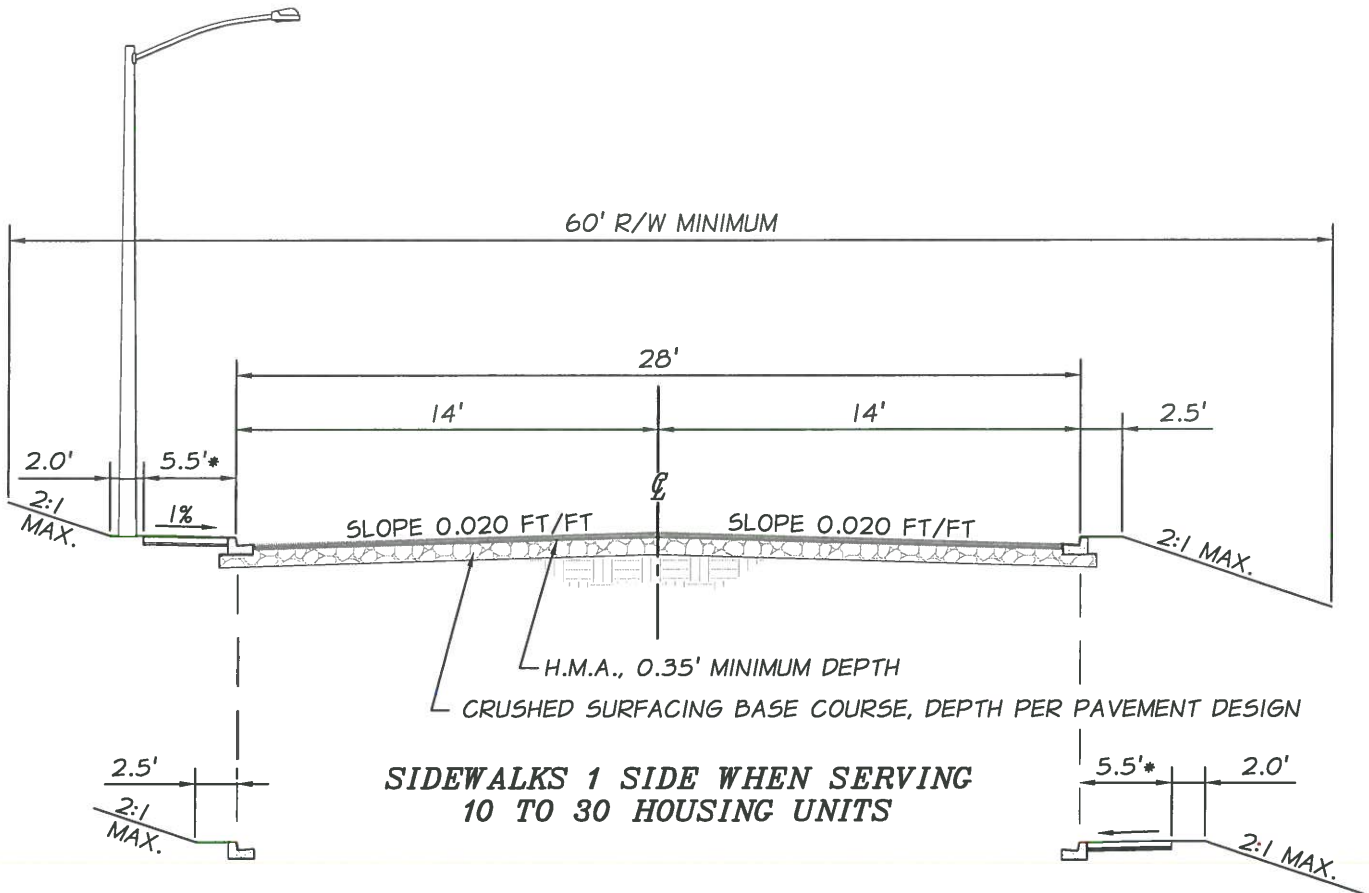 60' R/W MINIMUM
28'
14'
14'
2.5'
2.0'
5.5'*
℄
2:1
MAX.
1%
SLOPE 0.020 FT/FT
SLOPE 0.020 FT/FT
2:1 MAX.
H.M.A., 0.35' MINIMUM DEPTH
CRUSHED SURFACING BASE COURSE, DEPTH PER PAVEMENT DESIGN
2.5'
SIDEWALKS 1 SIDE WHEN SERVING
10 TO 30 HOUSING UNITS
5.5'*
2.0'
2:1
MAX.
2:1 MAX.